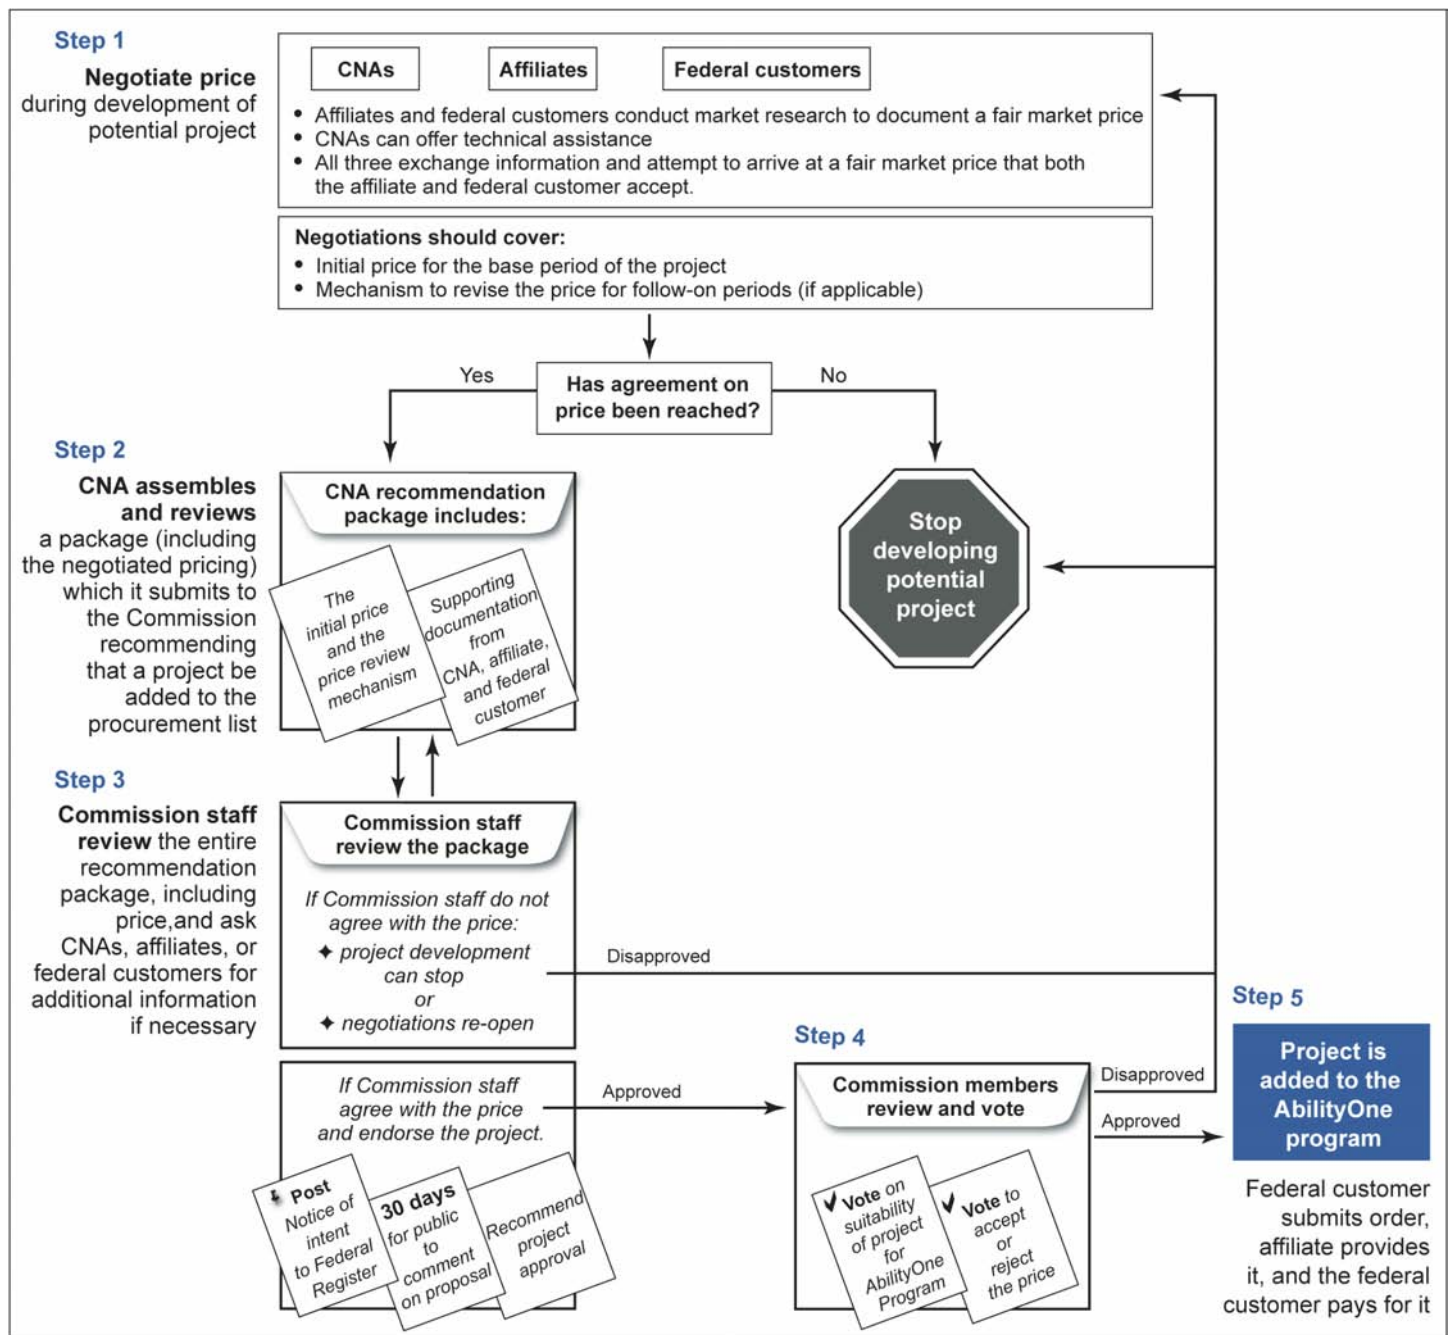 Step 1
Negotiate price
during development of
potential project
CNAs
Affiliates
Federal customers
• Affiliates and federal customers conduct market research to document a fair market price
• CNAs can offer technical assistance
• All three exchange information and attempt to arrive at a fair market price that both
the affiliate and federal customer accept.
Negotiations should cover:
• Initial price for the base period of the project
• Mechanism to revise the price for follow-on periods (if applicable)
Has agreement on
price been reached?
Yes
No
Stop
developing
potential
project
Step 2
CNA assembles
and reviews
a package (including
the negotiated pricing)
which it submits to
the Commission
recommending
that a project be
added to the
procurement list
CNA recommendation
package includes:
The
initial price
and the
price review
mechanism
Supporting
documentation
from
CNA, affiliate,
and federal
customer
Step 3
Commission staff
review the entire
recommendation
package, including
price,and ask
CNAs, affiliates, or
federal customers for
additional information
if necessary
Commission staff
review the package
If Commission staff do not
agree with the price:
✦ project development
can stop
or
✦ negotiations re-open
Disapproved
If Commission staff
agree with the price
and endorse the project.
Approved
Post
Notice of
intent
to Federal
Register
30 days
for public
to
comment
on proposal
Recommend
project
approval
Step 4
Commission members
review and vote
✓ Vote on
suitability
of project
for
AbilityOne
Program
✓ Vote to
accept
or
reject
the price
Disapproved
Approved
Step 5
Project is
added to the
AbilityOne
program
Federal customer
submits order,
affiliate provides
it, and the federal
customer pays for it